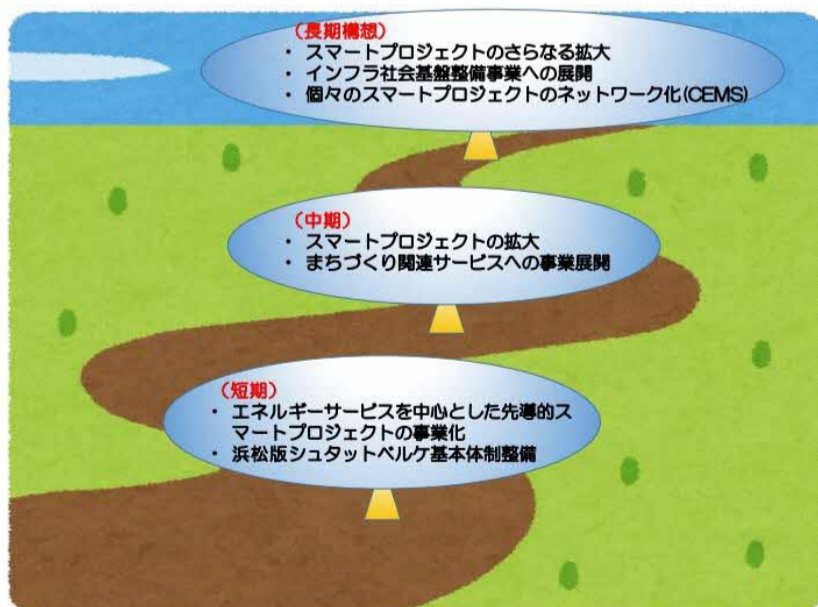 （長期構想）
・ スマートプロジェクトのさらなる拡大
・ インフラ社会基盤整備事業への展開
・ 個々のスマートプロジェクトのネットワーク化(CEMS)
（中期）
・ スマートプロジェクトの拡大
・ まちづくり関連サービスへの事業展開
（短期）
・ エネルギーサービスを中心とした先導的ス
マートプロジェクトの事業化
・ 浜松版シュタットベルケ基本体制整備